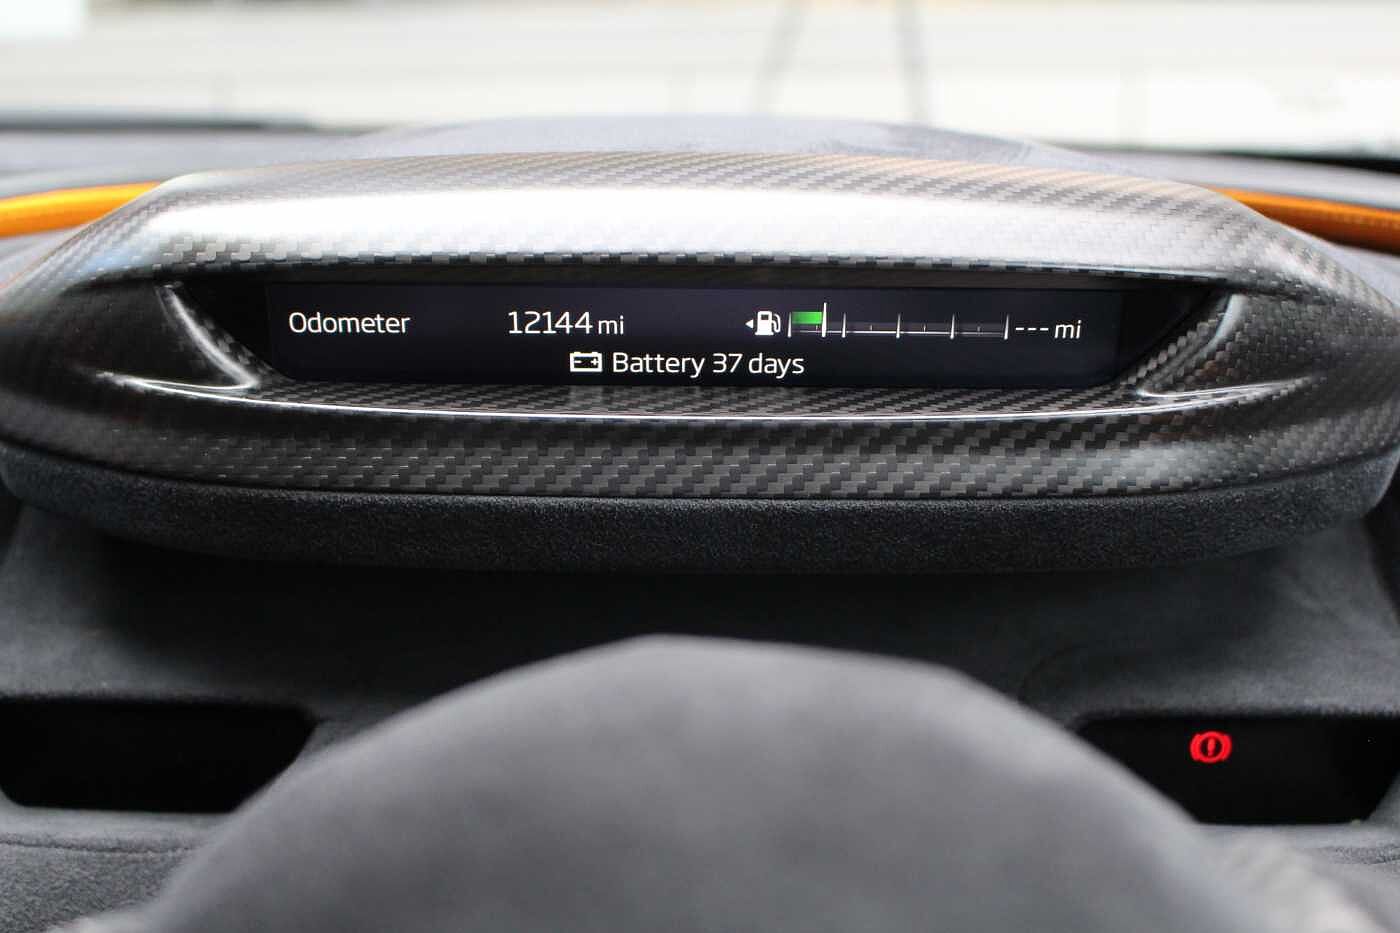 Odometer 12144 mi --- mi
Battery 37 days